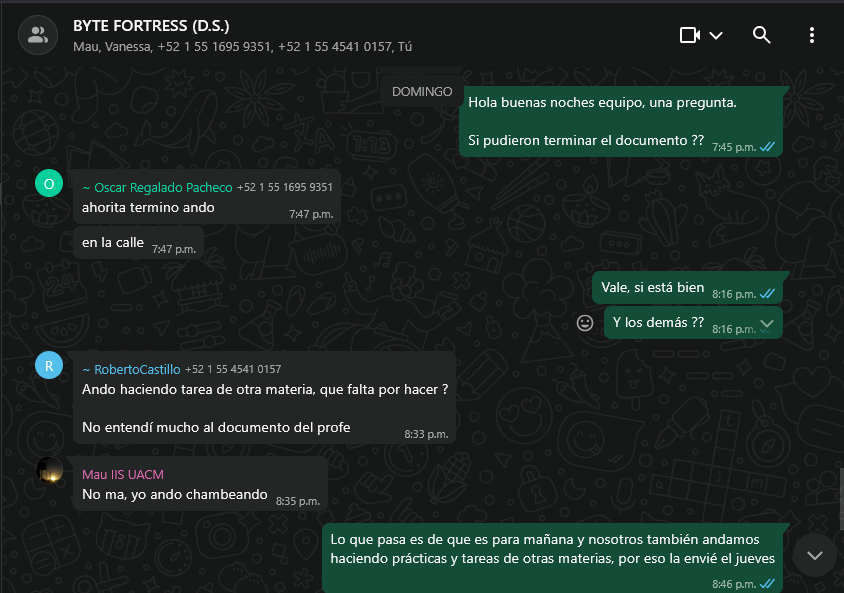 BYTE FORTRESS (D.S.)
Mau, Vanessa, +52 1 55 1695 9351, +52 1 55 4541 0157, Tú
DOMINGO
Hola buenas noches equipo, una pregunta.
Si pudieron terminar el documento ??
7:45 p.m.
O
~ Oscar Regalado Pacheco +52 1 55 1695 9351
ahorita termino ando
7:47 p.m.
en la calle 7:47 p.m.
Vale, si está bien 8:16 p.m.
Y los demás ?? 8:16 p.m.
R
~ RobertoCastillo +52 1 55 4541 0157
Ando haciendo tarea de otra materia, que falta por hacer ?
No entendí mucho al documento del profe
8:33 p.m.
Mau IIS UACM
No ma, yo ando chambeando 8:35 p.m.
Lo que pasa es de que es para mañana y nosotros también andamos
haciendo prácticas y tareas de otras materias, por eso la envié el jueves
8:46 p.m.